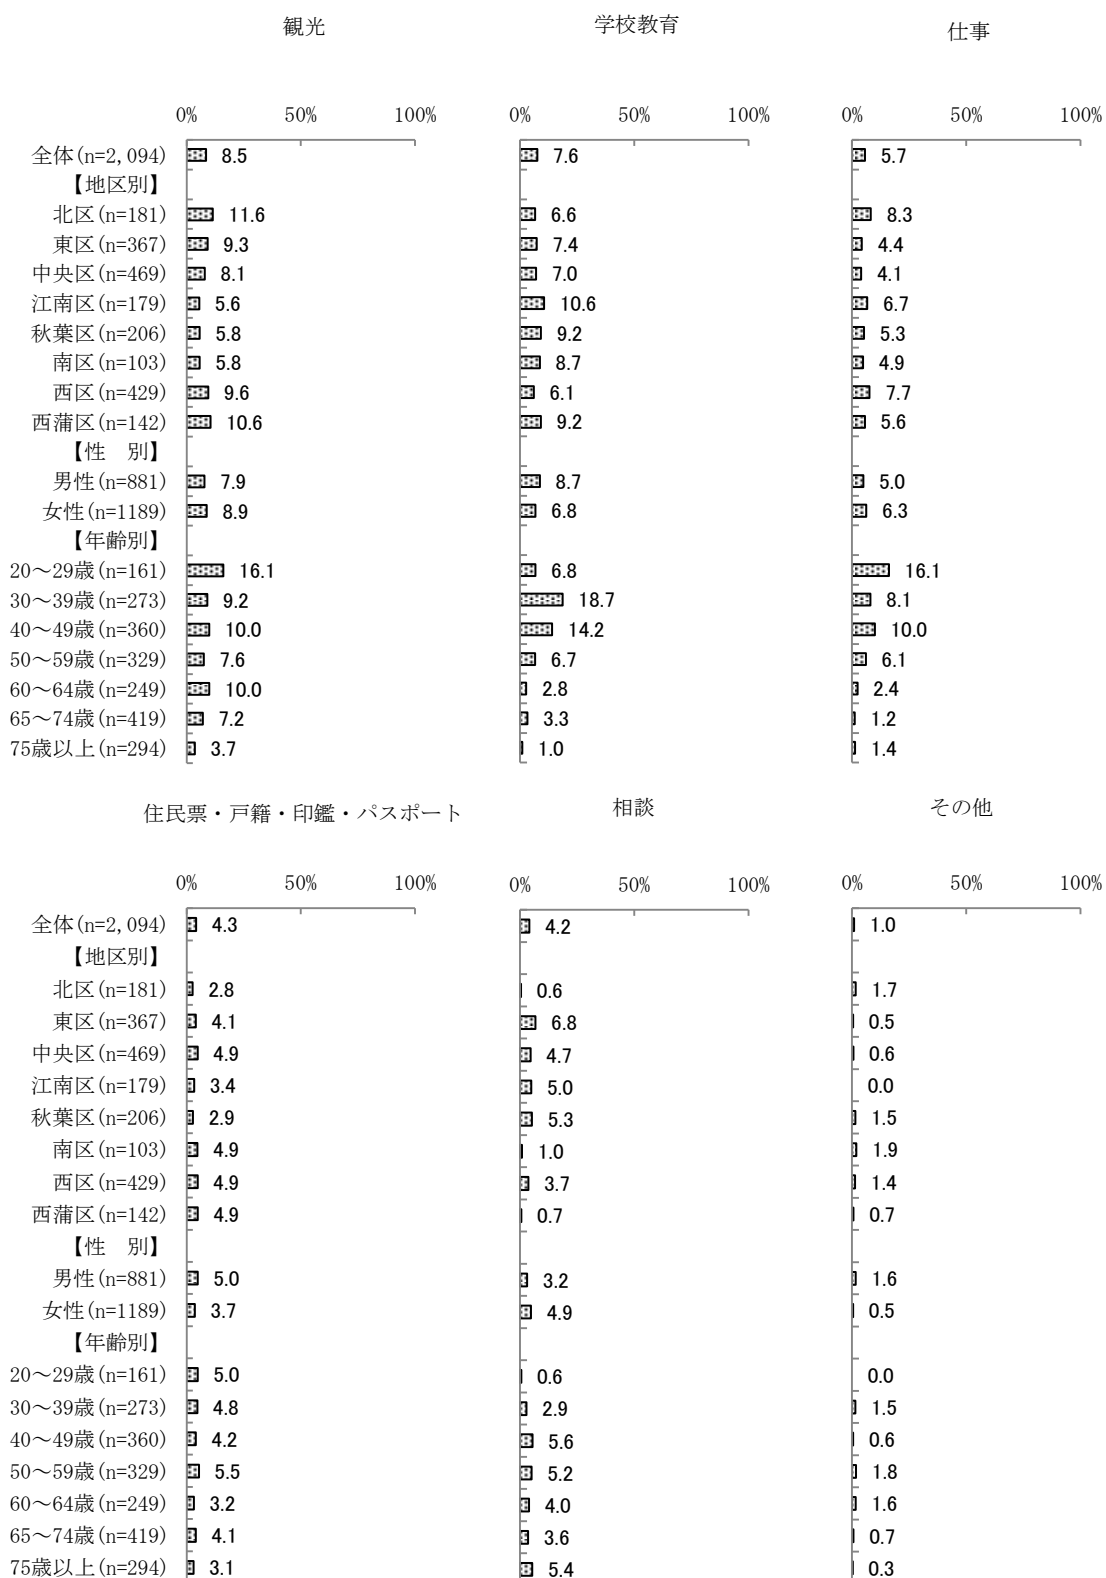 観光 学校教育 仕事
0% 50% 100% 0% 50% 100% 0% 50% 100%
全体(n=2,094) 8.5 7.6 5.7
【地区別】
北区(n=181) 11.6 6.6 8.3
東区(n=367) 9.3 7.4 4.4
中央区(n=469) 8.1 7.0 4.1
江南区(n=179) 5.6 10.6 6.7
秋葉区(n=206) 5.8 9.2 5.3
南区(n=103) 5.8 8.7 4.9
西区(n=429) 9.6 6.1 7.7
西蒲区(n=142) 10.6 9.2 5.6
【性　別】
男性(n=881) 7.9 8.7 5.0
女性(n=1189) 8.9 6.8 6.3
【年齢別】
20～29歳(n=161) 16.1 6.8 16.1
30～39歳(n=273) 9.2 18.7 8.1
40～49歳(n=360) 10.0 14.2 10.0
50～59歳(n=329) 7.6 6.7 6.1
60～64歳(n=249) 10.0 2.8 2.4
65～74歳(n=419) 7.2 3.3 1.2
75歳以上(n=294) 3.7 1.0 1.4
住民票・戸籍・印鑑・パスポート 相談 その他
0% 50% 100% 0% 50% 100% 0% 50% 100%
全体(n=2,094) 4.3 4.2 1.0
【地区別】
北区(n=181) 2.8 0.6 1.7
東区(n=367) 4.1 6.8 0.5
中央区(n=469) 4.9 4.7 0.6
江南区(n=179) 3.4 5.0 0.0
秋葉区(n=206) 2.9 5.3 1.5
南区(n=103) 4.9 1.0 1.9
西区(n=429) 4.9 3.7 1.4
西蒲区(n=142) 4.9 0.7 0.7
【性　別】
男性(n=881) 5.0 3.2 1.6
女性(n=1189) 3.7 4.9 0.5
【年齢別】
20～29歳(n=161) 5.0 0.6 0.0
30～39歳(n=273) 4.8 2.9 1.5
40～49歳(n=360) 4.2 5.6 0.6
50～59歳(n=329) 5.5 5.2 1.8
60～64歳(n=249) 3.2 4.0 1.6
65～74歳(n=419) 4.1 3.6 0.7
75歳以上(n=294) 3.1 5.4 0.3